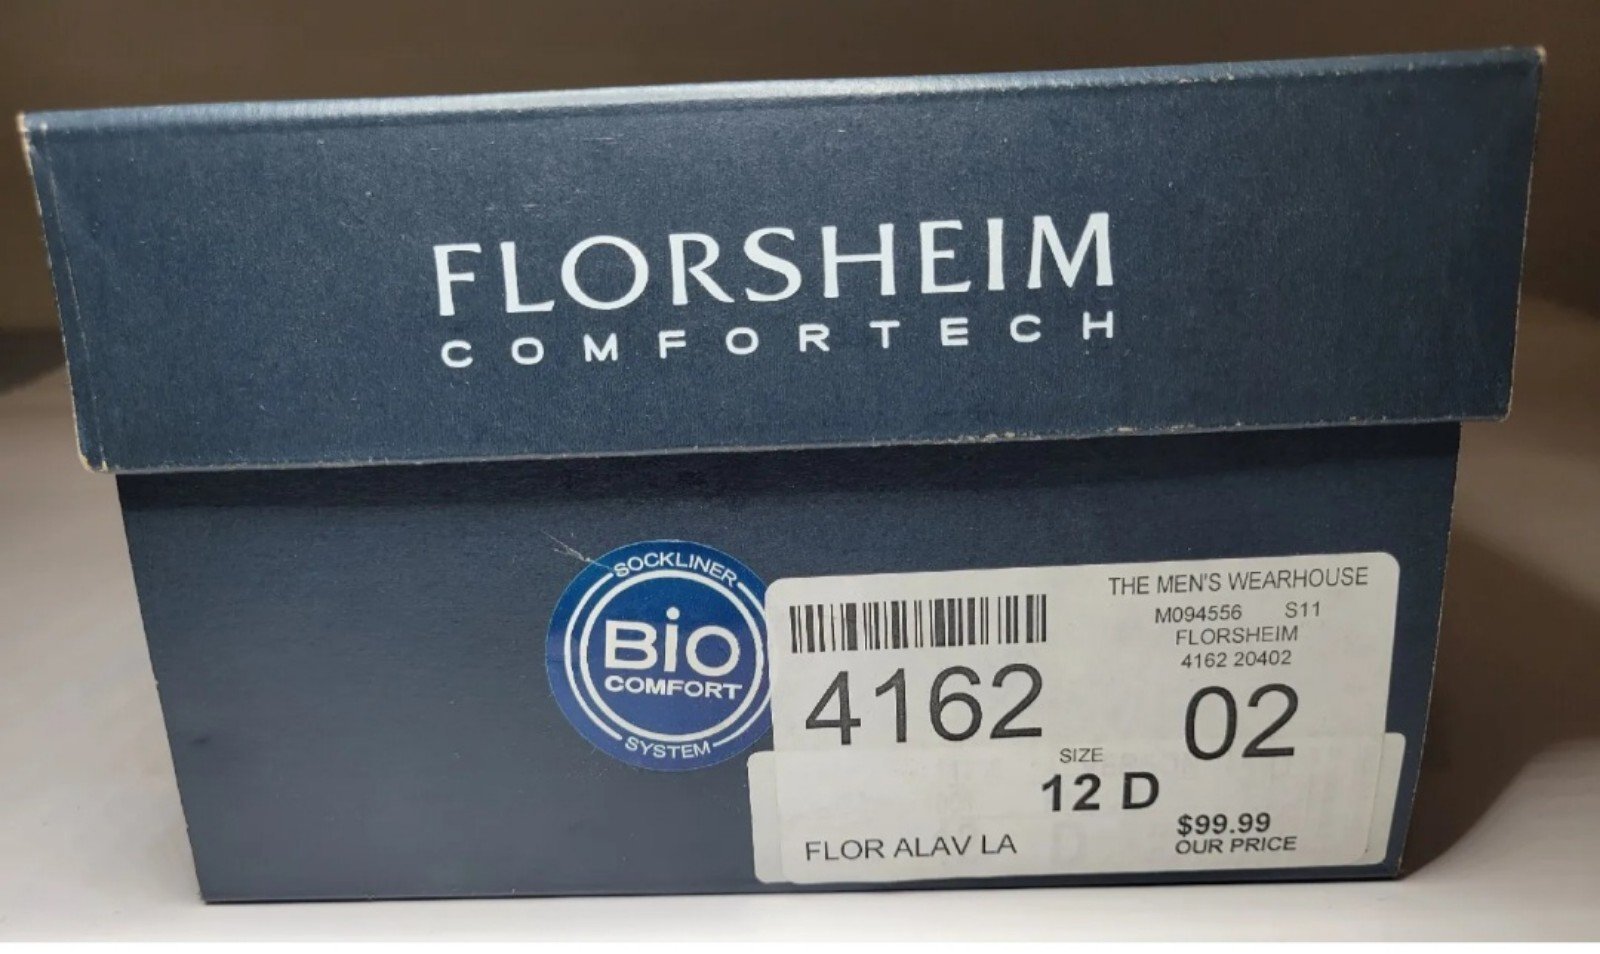 FLORSHEIM
COMFORTECH
SOCKLINER
BiO
COMFORT
SYSTEM
THE MEN'S WEARHOUSE
M094556 S11
FLORSHEIM
4162 20402
4162 02
SIZE
12 D
$99.99
FLOR ALAV LA OUR PRICE